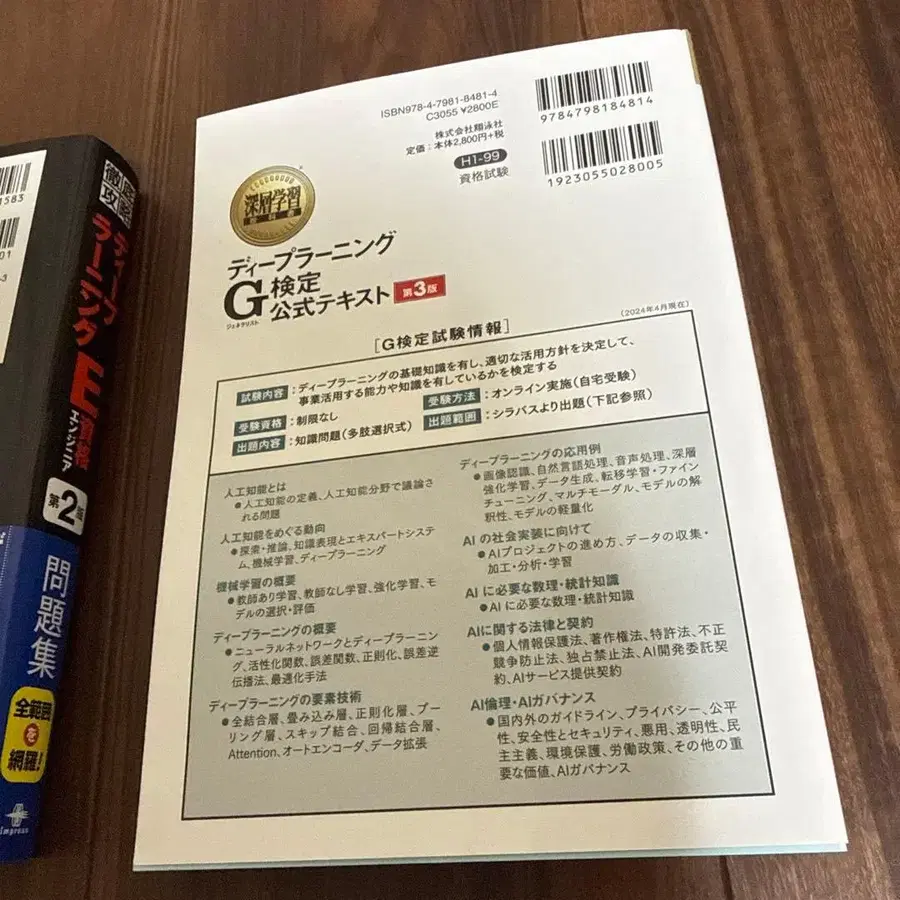 1583
01
-3
徹底攻略
ディープラーニング
E資格
エンジニア
第2版
問題集
全範囲
を
網羅!
impress
ISBN978-4-7981-8481-4
C3055 ¥2800E
株式会社翔泳社
定価:本体2,800円+税
H1-99
資格試験
9784798184814
1923055028005
深層学習
教科書
ディープラーニング
G検定
ジェネラリスト
公式テキスト 第3版
(2024年4月現在)
[G検定試験情報]
試験内容:ディープラーニングの基礎知識を有し、適切な活用方針を決定して、
事業活用する能力や知識を有しているかを検定する
受験資格:制限なし
受験方法:オンライン実施(自宅受験)
出題内容:知識問題(多肢選択式)
出題範囲:シラバスより出題(下記参照)
人工知能とは
●人工知能の定義、人工知能分野で議論さ
れる問題
人工知能をめぐる動向
●探索・推論、知識表現とエキスパートシステ
ム、機械学習、ディープラーニング
機械学習の概要
●教師あり学習、教師なし学習、強化学習、モ
デルの選択・評価
ディープラーニングの概要
●ニューラルネットワークとディープラーニン
グ、活性化関数、誤差関数、正則化、誤差逆
伝播法、最適化手法
ディープラーニングの要素技術
●全結合層、畳み込み層、正則化層、プー
リング層、スキップ結合、回帰結合層、
Attention、オートエンコーダ、データ拡張
ディープラーニングの応用例
●画像認識、自然言語処理、音声処理、深層
強化学習、データ生成、転移学習・ファイン
チューニング、マルチモーダル、モデルの解
釈性、モデルの軽量化
AIの社会実装に向けて
●AIプロジェクトの進め方、データの収集・
加工・分析・学習
AIに必要な数理・統計知識
●AIに必要な数理・統計知識
AIに関する法律と契約
●個人情報保護法、著作権法、特許法、不正
競争防止法、独占禁止法、AI開発委託契
約、AIサービス提供契約
AI倫理・AIガバナンス
●国内外のガイドライン、プライバシー、公平
性、安全性とセキュリティ、悪用、透明性、民
主主義、環境保護、労働政策、その他の重
要な価値、AIガバナンス